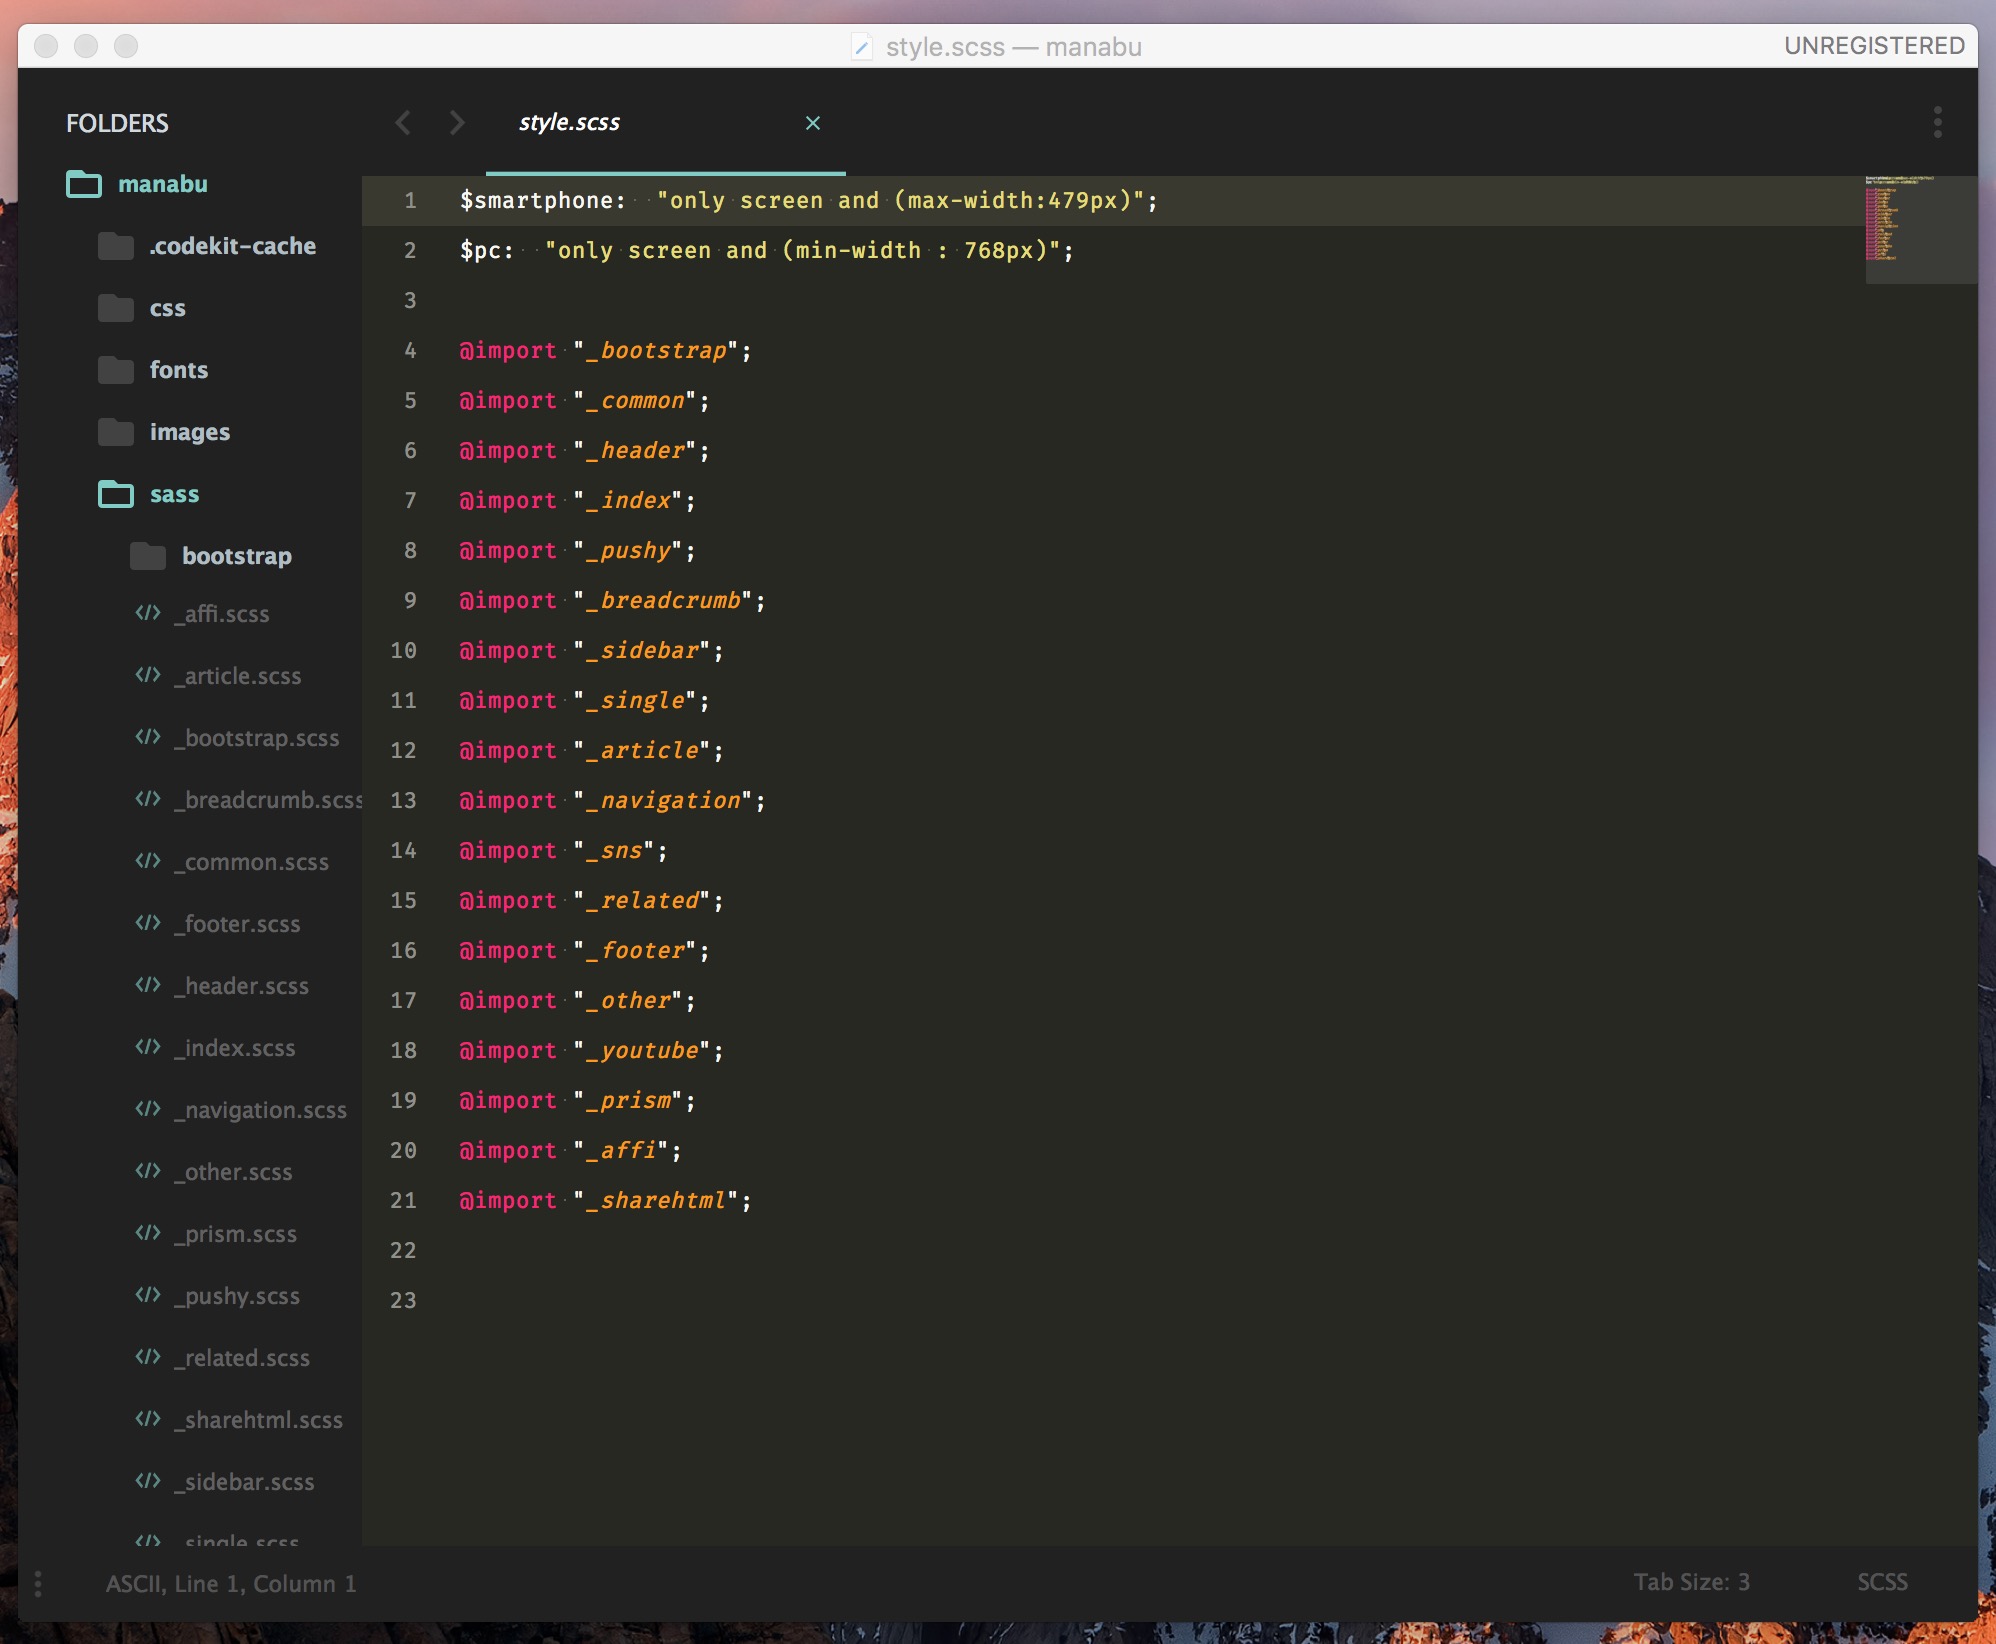 style.scss — manabu
UNREGISTERED
FOLDERS
manabu
.codekit-cache
css
fonts
images
sass
bootstrap
_affi.scss
_article.scss
_bootstrap.scss
_breadcrumb.scss
_common.scss
_footer.scss
_header.scss
_index.scss
_navigation.scss
_other.scss
_prism.scss
_pushy.scss
_related.scss
_sharehtml.scss
_sidebar.scss
_single.scss
style.scss
1 $smartphone:  "only screen and (max-width:479px)";
2 $pc:  "only screen and (min-width : 768px)";
3
4 @import "_bootstrap";
5 @import "_common";
6 @import "_header";
7 @import "_index";
8 @import "_pushy";
9 @import "_breadcrumb";
10 @import "_sidebar";
11 @import "_single";
12 @import "_article";
13 @import "_navigation";
14 @import "_sns";
15 @import "_related";
16 @import "_footer";
17 @import "_other";
18 @import "_youtube";
19 @import "_prism";
20 @import "_affi";
21 @import "_sharehtml";
22
23
ASCII, Line 1, Column 1
Tab Size: 3
SCSS